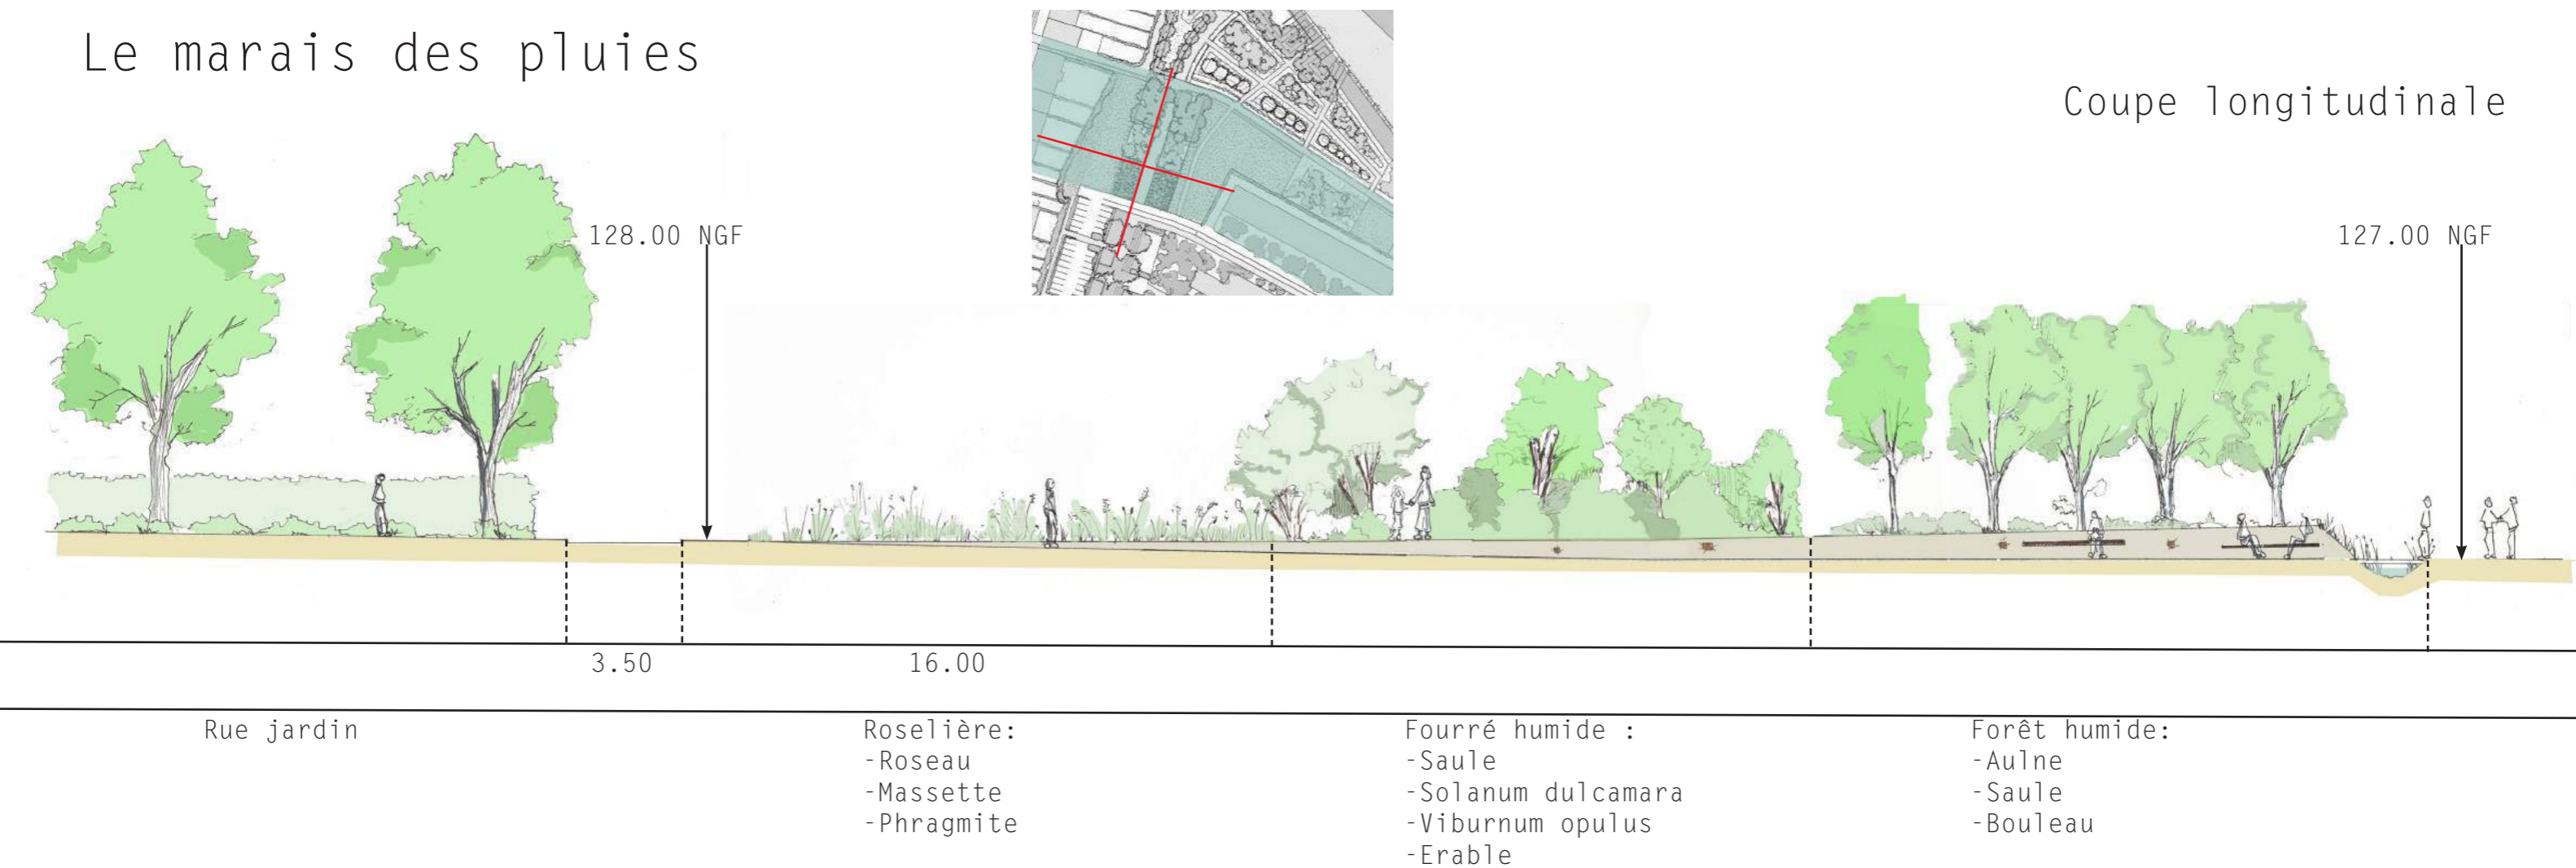 Le marais des pluies
Coupe longitudinale
128.00 NGF
127.00 NGF
3.50
16.00
Rue jardin
Roselière:
-Roseau
-Massette
-Phragmite
Fourré humide :
-Saule
-Solanum dulcamara
-Viburnum opulus
-Erable
Forêt humide:
-Aulne
-Saule
-Bouleau